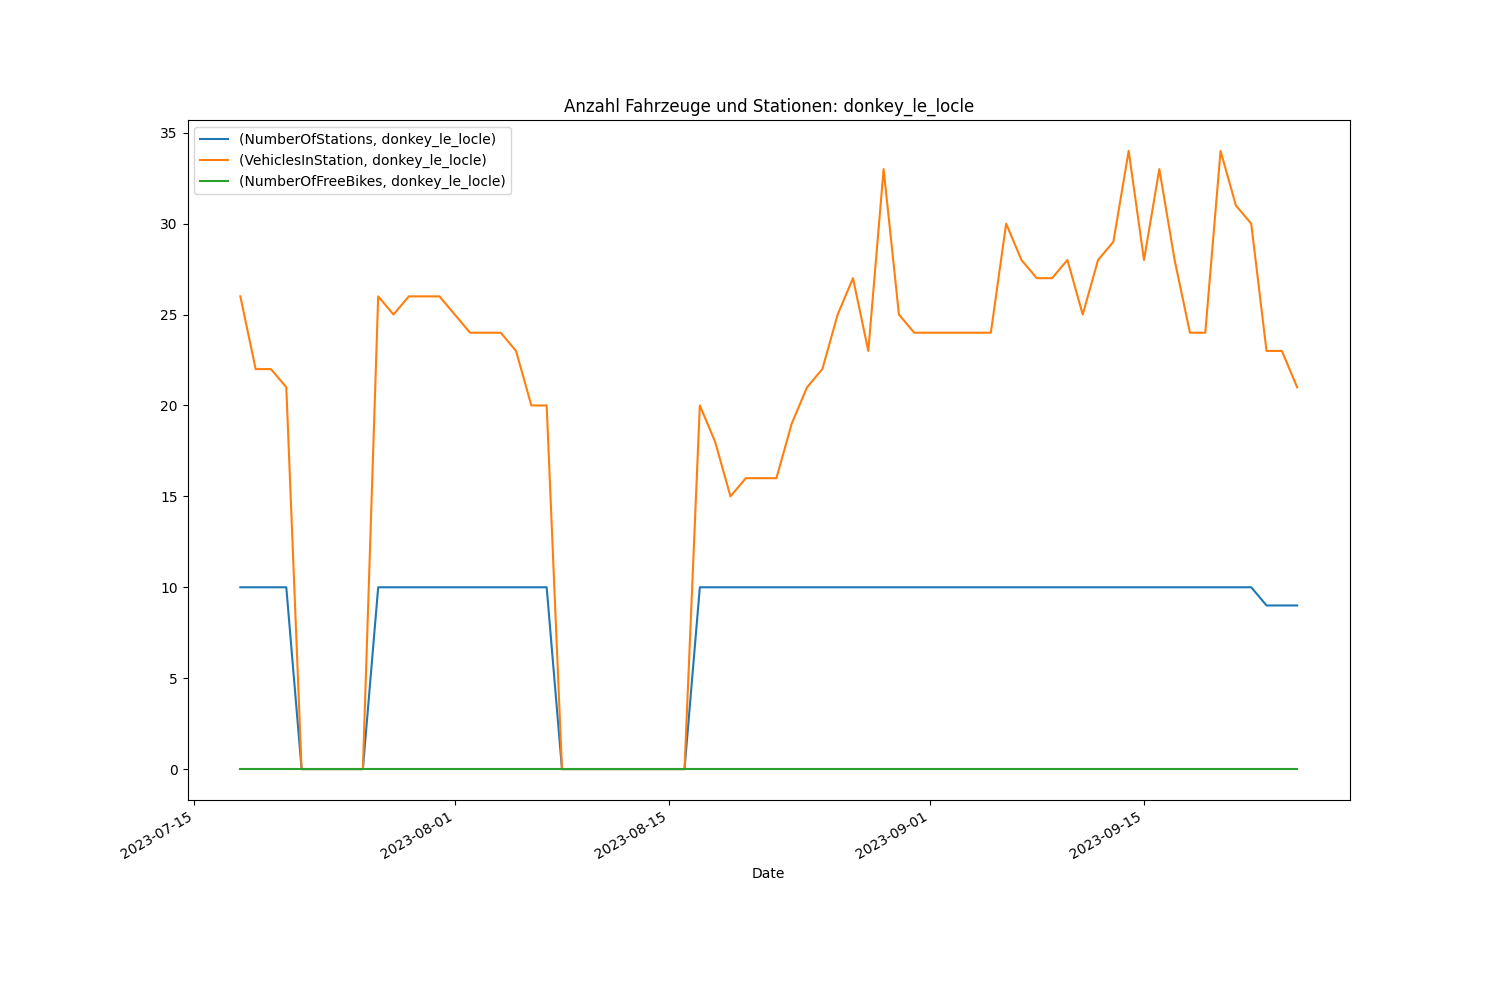 Anzahl Fahrzeuge und Stationen: donkey_le_locle
(NumberOfStations, donkey_le_locle)
(VehiclesInStation, donkey_le_locle)
(NumberOfFreeBikes, donkey_le_locle)
35
30
25
20
15
10
5
0
2023-07-15
2023-08-01
2023-08-15
2023-09-01
2023-09-15
Date